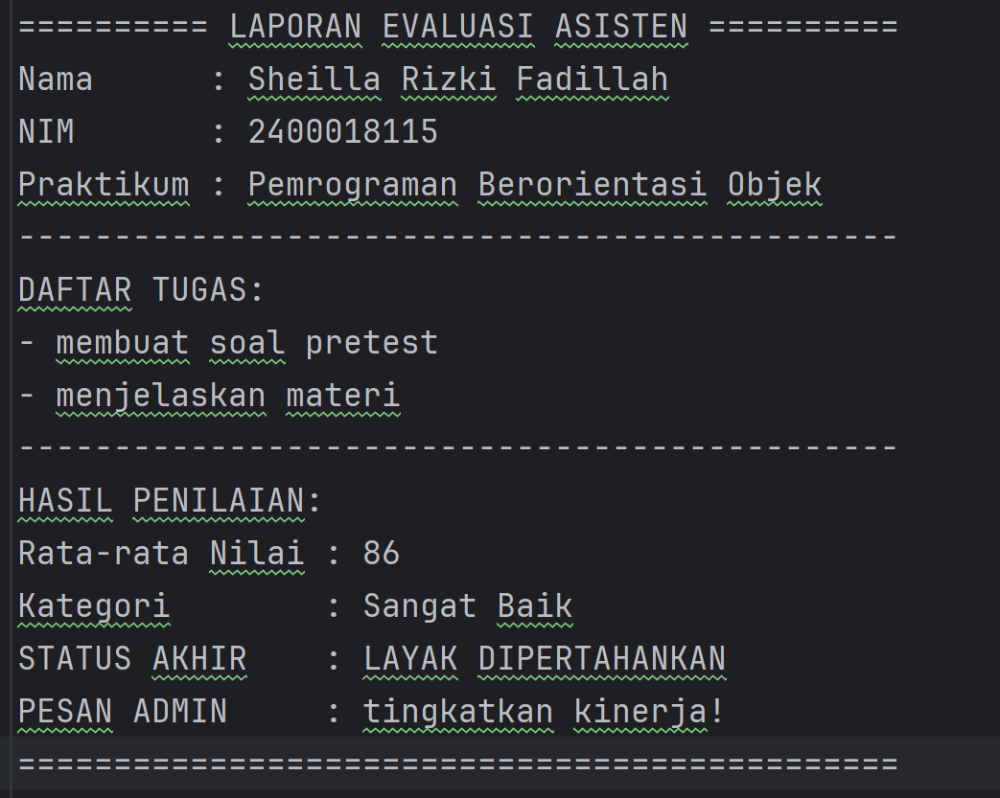 ========== LAPORAN EVALUASI ASISTEN ==========
Nama      : Sheilla Rizki Fadillah
NIM       : 2400018115
Praktikum : Pemrograman Berorientasi Objek
----------------------------------------------
DAFTAR TUGAS:
- membuat soal pretest
- menjelaskan materi
----------------------------------------------
HASIL PENILAIAN:
Rata-rata Nilai : 86
Kategori        : Sangat Baik
STATUS AKHIR    : LAYAK DIPERTAHANKAN
PESAN ADMIN     : tingkatkan kinerja!
==============================================